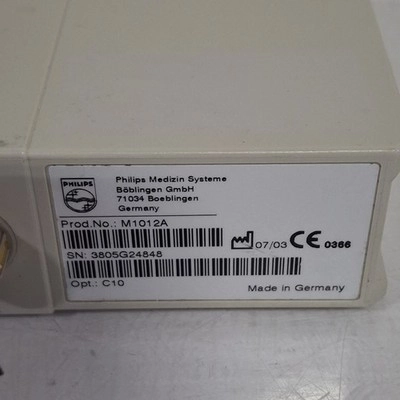 PHILIPS
Philips Medizin Systeme
Böblingen GmbH
71034 Boeblingen
Germany
Prod.No.: M1012A
07/03 CE 0366
SN: 3805G24848
Opt.: C10
Made in Germany